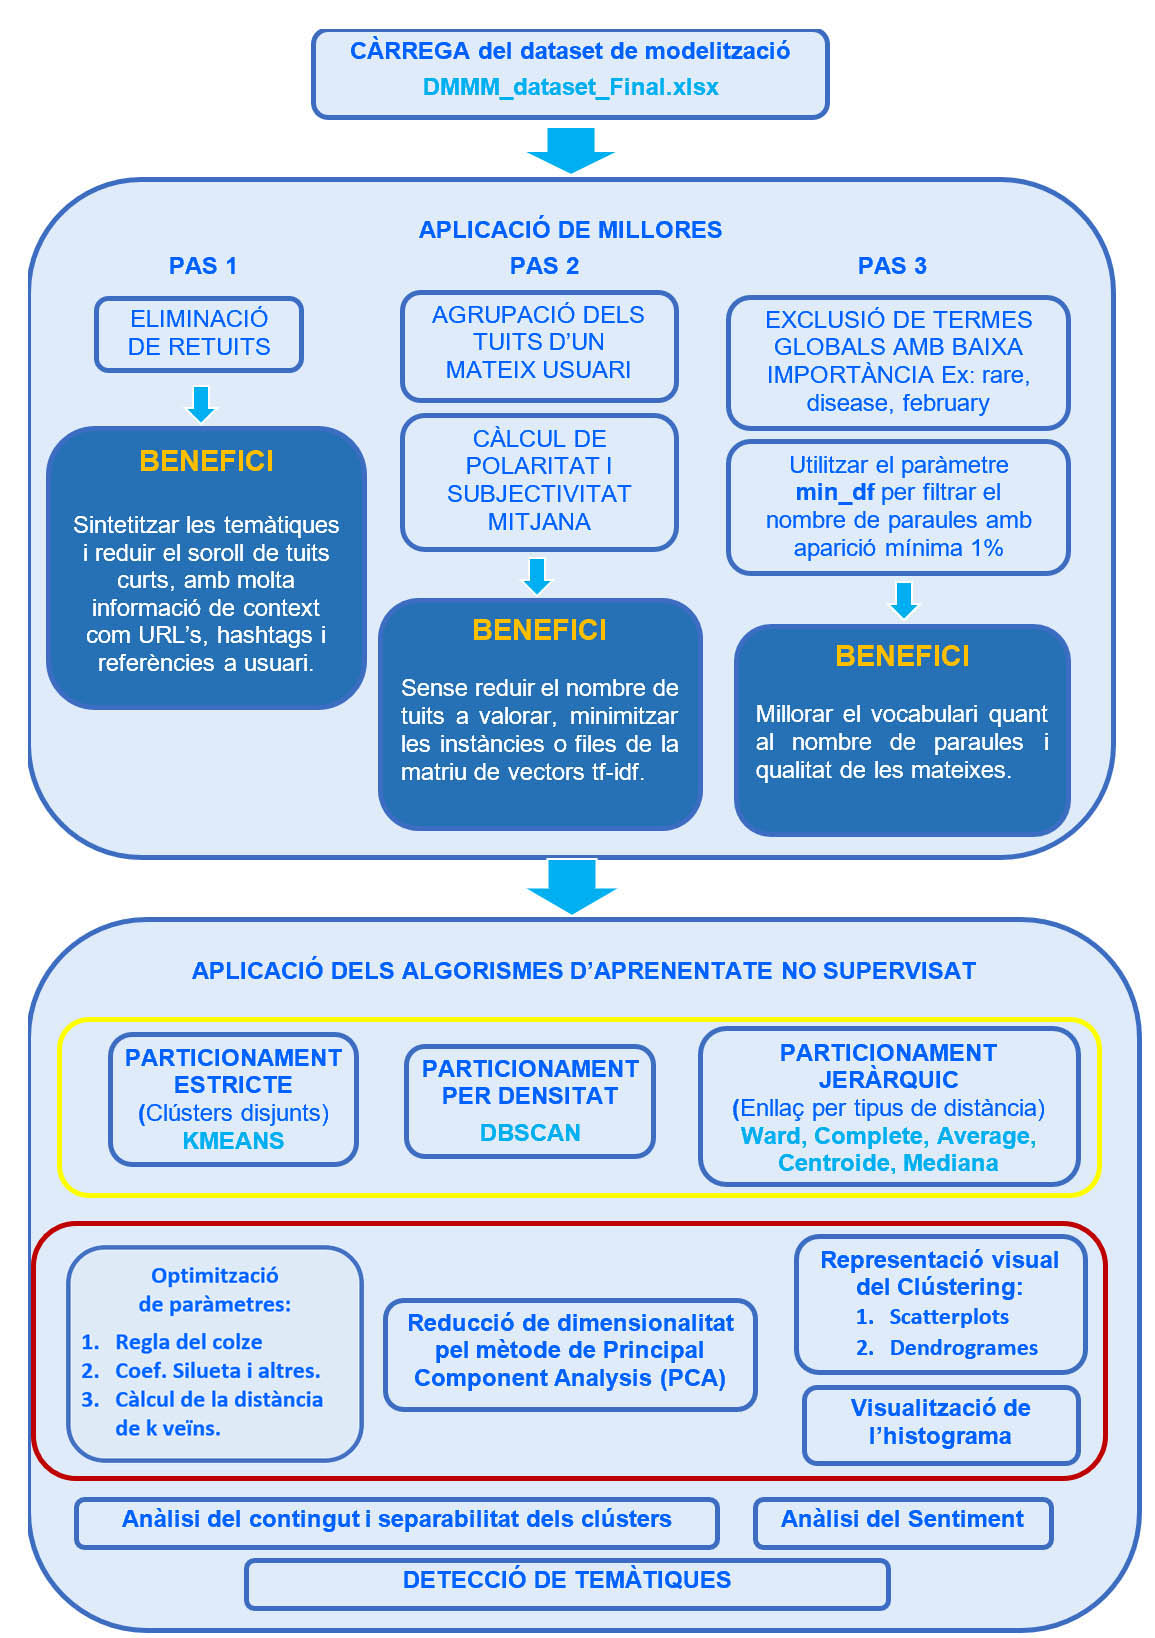 CÀRREGA del dataset de modelització
DMMM_dataset_Final.xlsx
APLICACIÓ DE MILLORES
PAS 1
ELIMINACIÓ
DE RETUITS
BENEFICI
Sintetitzar les temàtiques
i reduir el soroll de tuits
curts, amb molta
informació de context
com URL's, hashtags i
referències a usuari.
PAS 2
AGRUPACIÓ DELS
TUITS D'UN
MATEIX USUARI
CÀLCUL DE
POLARITAT I
SUBJECTIVITAT
MITJANA
BENEFICI
Sense reduir el nombre de
tuits a valorar, minimitzar
les instàncies o files de la
matriu de vectors tf-idf.
PAS 3
EXCLUSIÓ DE TERMES
GLOBALS AMB BAIXA
IMPORTÀNCIA Ex: rare,
disease, february
Utilitzar el paràmetre
min_df per filtrar el
nombre de paraules amb
aparició mínima 1%
BENEFICI
Millorar el vocabulari quant
al nombre de paraules i
qualitat de les mateixes.
APLICACIÓ DELS ALGORISMES D'APRENENTATE NO SUPERVISAT
PARTICIONAMENT
ESTRICTE
(Clústers disjunts)
KMEANS
PARTICIONAMENT
PER DENSITAT
DBSCAN
PARTICIONAMENT
JERÀRQUIC
(Enllaç per tipus de distància)
Ward, Complete, Average,
Centroide, Mediana
Optimització
de paràmetres:
1. Regla del colze
2. Coef. Silueta i altres.
3. Càlcul de la distància
de k veïns.
Reducció de dimensionalitat
pel mètode de Principal
Component Analysis (PCA)
Representació visual
del Clústering:
1. Scatterplots
2. Dendrogrames
Visualització de
l'histograma
Anàlisi del contingut i separabilitat dels clústers
Anàlisi del Sentiment
DETECCIÓ DE TEMÀTIQUES